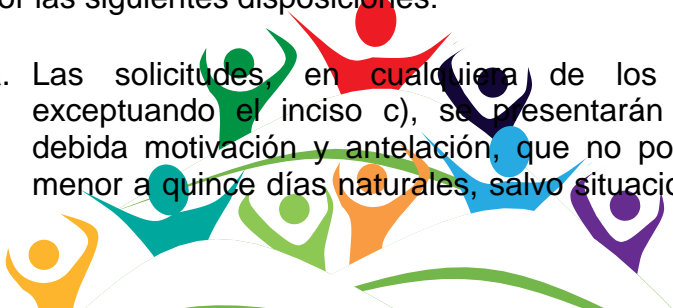 or las siguientes disposiciones:
. Las solicitudes, en cualquiera de los
exceptuando el inciso c), se presentarán
debida motivación y antelación, que no po
menor a quince días naturales, salvo situacio